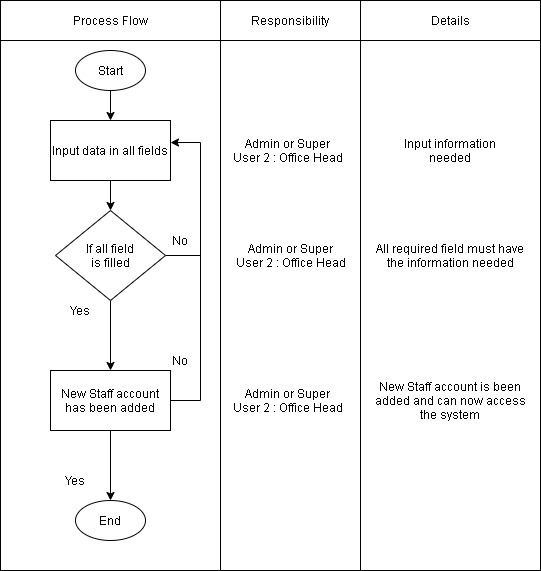 Process Flow
Responsibility
Details
Start
Input data in all fields
Admin or Super
User 2 : Office Head
Input information
needed
If all field
is filled
No
Admin or Super
User 2 : Office Head
All required field must have
the information needed
Yes
No
New Staff account
has been added
Admin or Super
User 2 : Office Head
New Staff account is been
added and can now access
the system
Yes
End